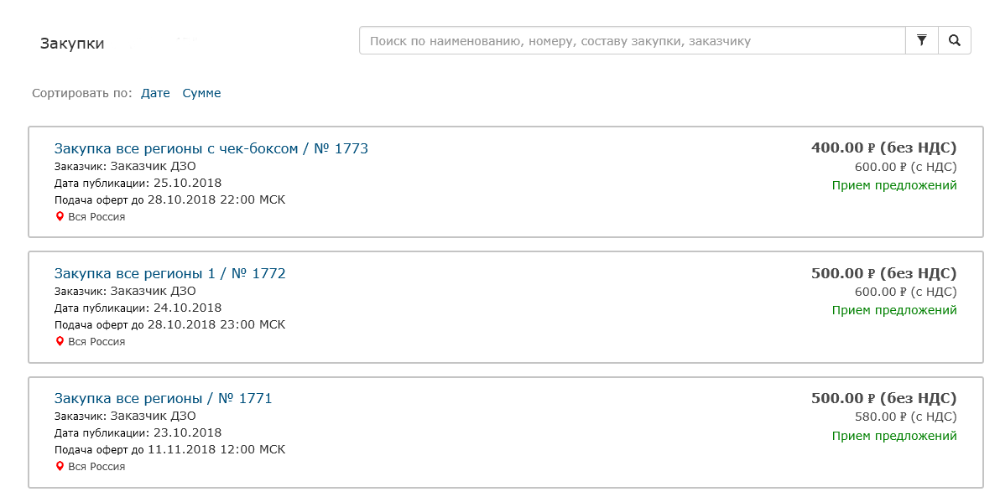 Закупки
Поиск по наименованию, номеру, составу закупки, заказчику
Сортировать по: Дате Сумме
Закупка все регионы с чек-боксом / № 1773
400.00 ₽ (без НДС)
Заказчик: Заказчик ДЗО
600.00 ₽ (с НДС)
Дата публикации: 25.10.2018
Прием предложений
Подача оферт до 28.10.2018 22:00 МСК
Вся Россия
Закупка все регионы 1 / № 1772
500.00 ₽ (без НДС)
Заказчик: Заказчик ДЗО
600.00 ₽ (с НДС)
Дата публикации: 24.10.2018
Прием предложений
Подача оферт до 28.10.2018 23:00 МСК
Вся Россия
Закупка все регионы / № 1771
500.00 ₽ (без НДС)
Заказчик: Заказчик ДЗО
580.00 ₽ (с НДС)
Дата публикации: 23.10.2018
Прием предложений
Подача оферт до 11.11.2018 12:00 МСК
Вся Россия